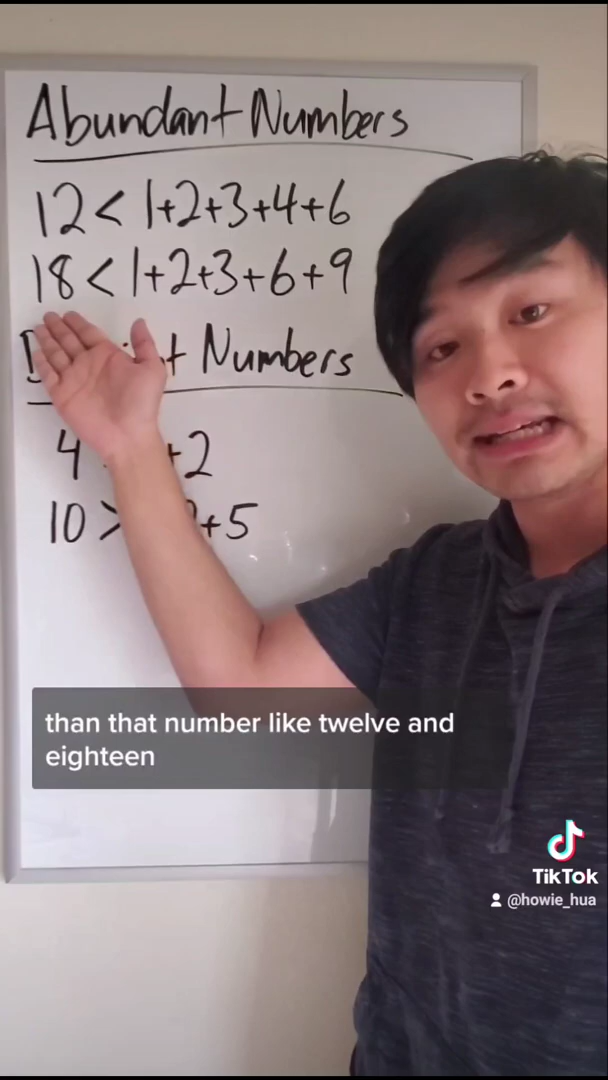 Abundant Numbers
12 < 1+2+3+4+6
18 < 1+2+3+6+9
Numbers
4 +2
10 > +5
than that number like twelve and
eighteen
TikTok
@howie_hua